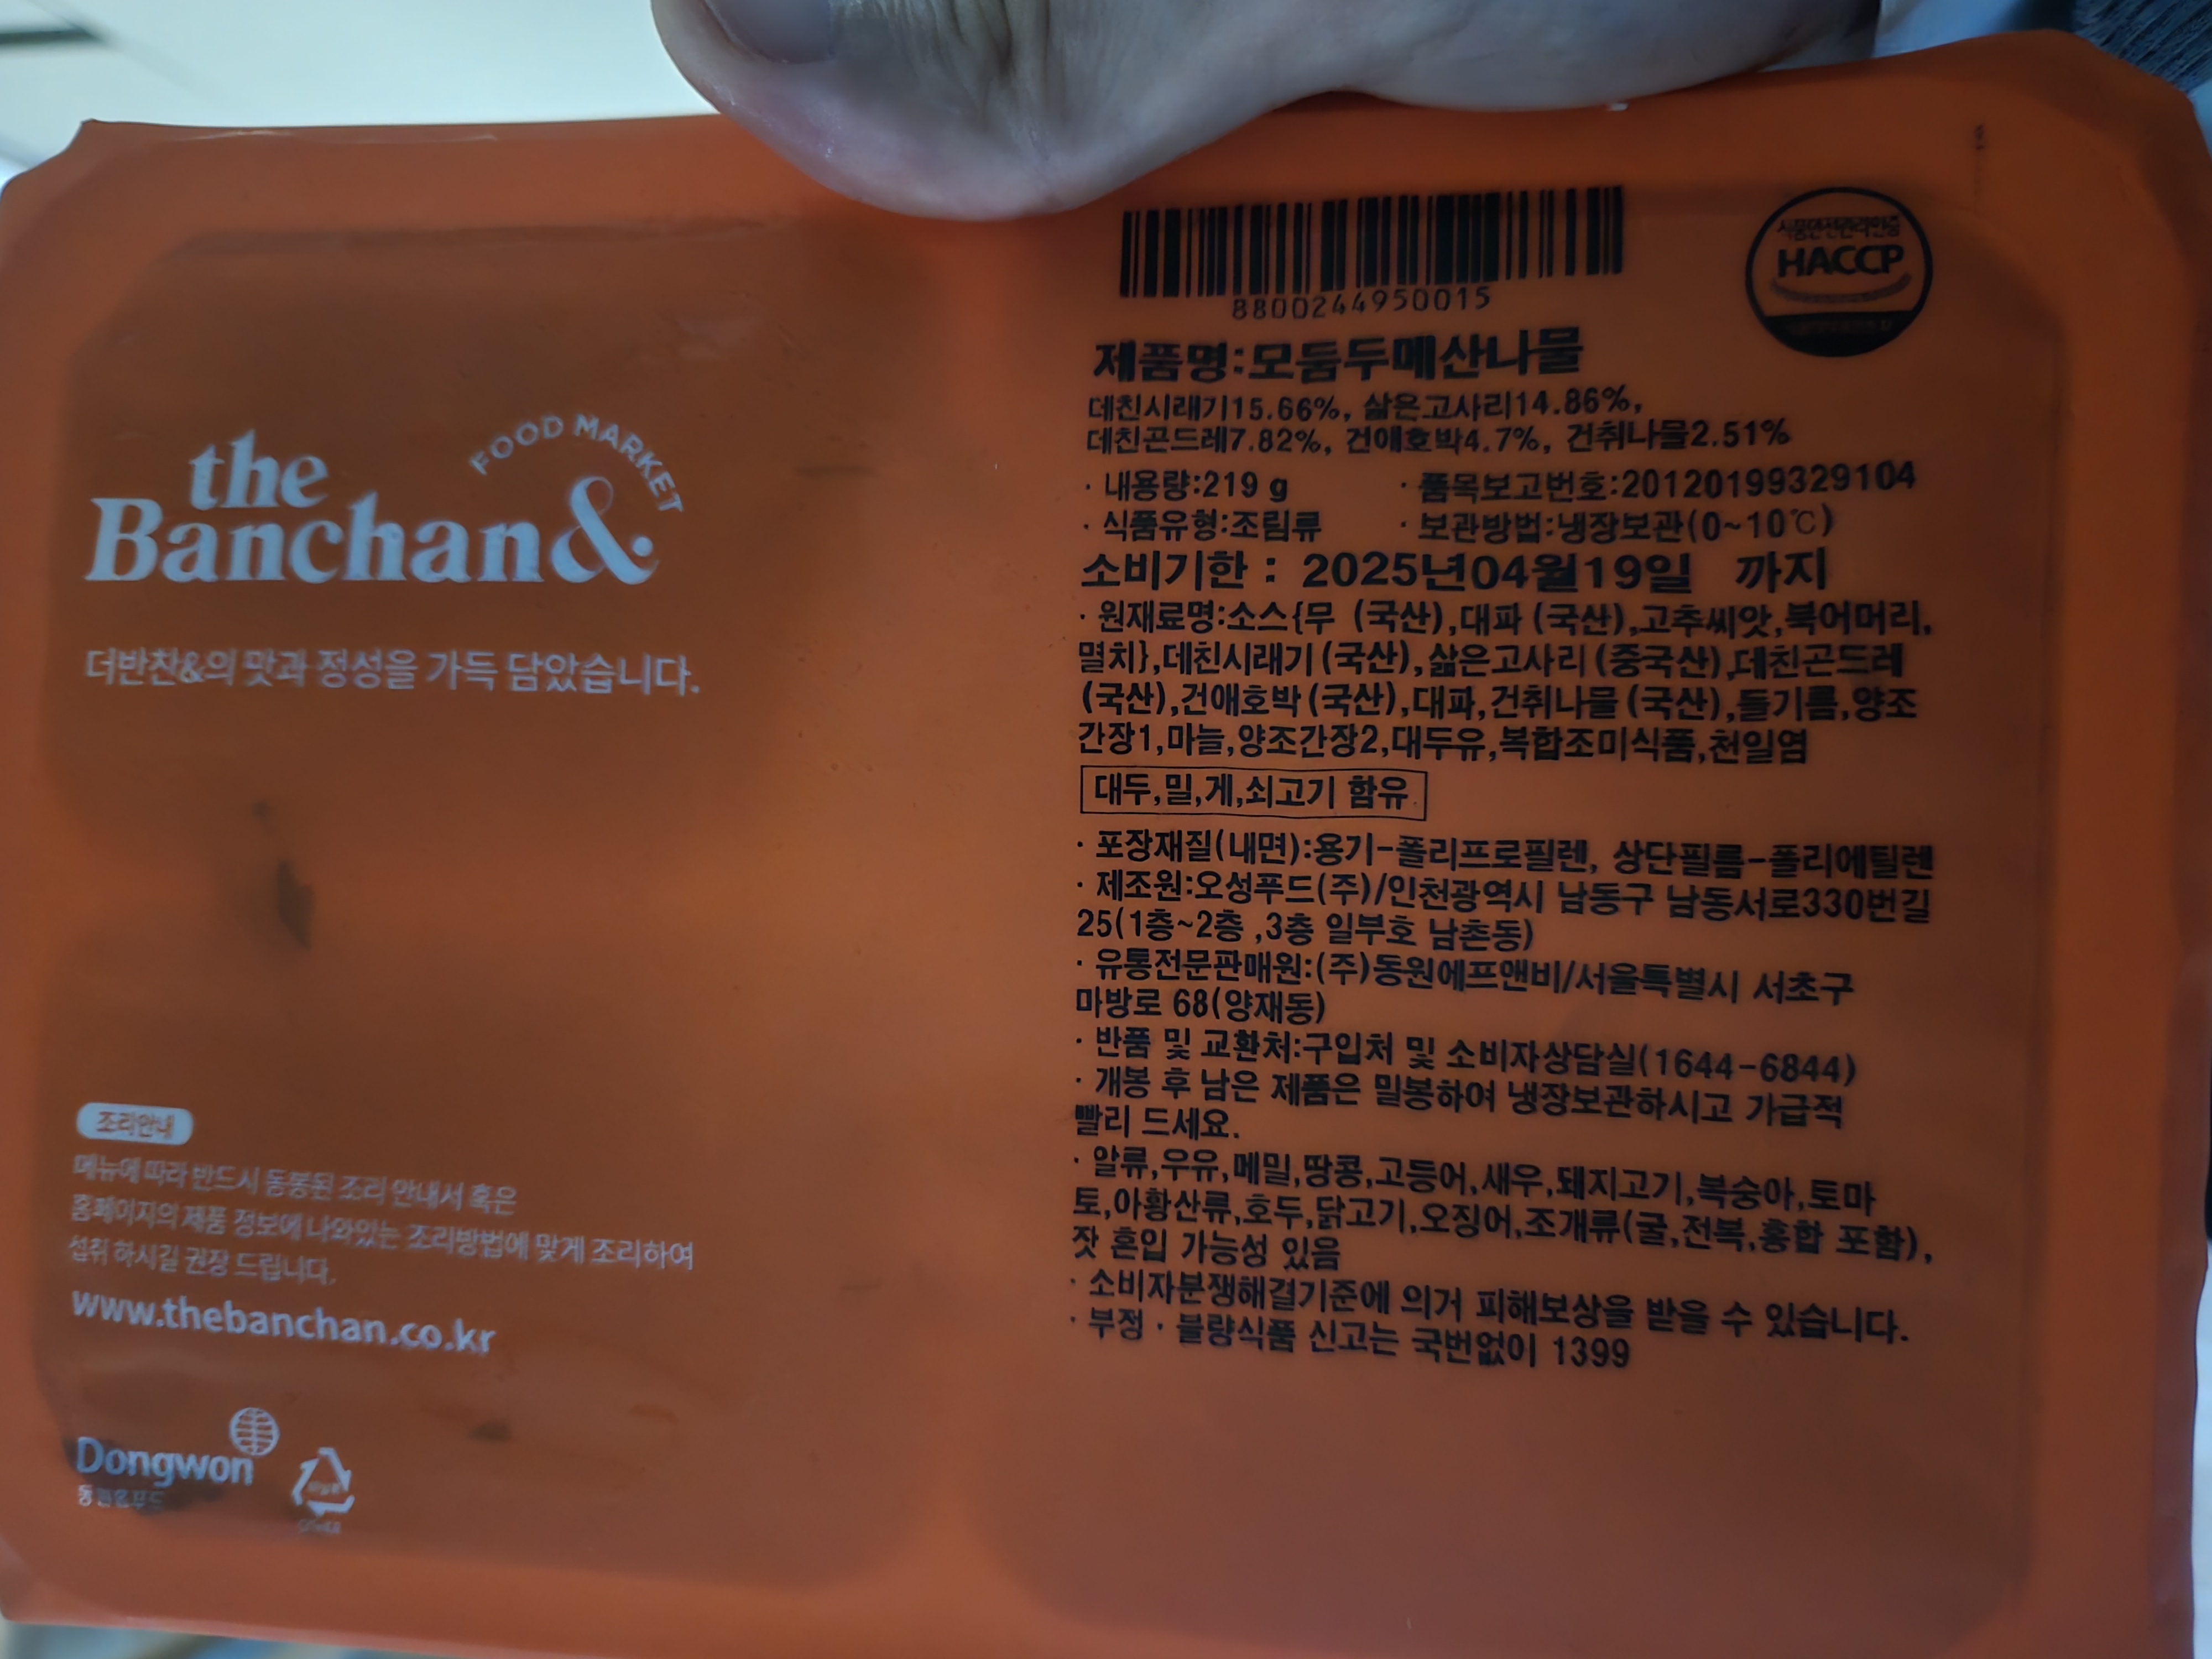 the
Banchan&
FOOD MARKET
더반찬&의 맛과 정성을 가득 담았습니다.
조리안내
메뉴에 따라 반드시 동봉된 조리 안내서 혹은
홈페이지의 제품 정보에 나와있는 조리방법에 맞게 조리하여
섭취 하시길 권장 드립니다.
www.thebanchan.co.kr
Dongwon
8800244950015
식품안전관리인증
HACCP
제품명:모듬두메산나물
데친시래기15.66%, 삶은고사리14.86%,
데친곤드레7.82%, 건애호박4.7%, 건취나물2.51%
· 내용량:219 g · 품목보고번호:20120199329104
· 식품유형:조림류 · 보관방법:냉장보관(0~10℃)
소비기한 : 2025년04월19일 까지
· 원재료명:소스{무 (국산),대파 (국산),고추씨앗,북어머리,
멸치},데친시래기 (국산),삶은고사리 (중국산),데친곤드레
(국산),건애호박 (국산),대파,건취나물 (국산),들기름,양조
간장1,마늘,양조간장2,대두유,복합조미식품,천일염
대두,밀,게,쇠고기 함유
· 포장재질(내면):용기-폴리프로필렌, 상단필름-폴리에틸렌
· 제조원:오성푸드(주)/인천광역시 남동구 남동서로330번길
25(1층~2층 ,3층 일부호 남촌동)
· 유통전문판매원:(주)동원에프앤비/서울특별시 서초구
마방로 68(양재동)
· 반품 및 교환처:구입처 및 소비자상담실(1644-6844)
· 개봉 후 남은 제품은 밀봉하여 냉장보관하시고 가급적
빨리 드세요.
· 알류,우유,메밀,땅콩,고등어,새우,돼지고기,복숭아,토마
토,아황산류,호두,닭고기,오징어,조개류(굴,전복,홍합 포함),
잣 혼입 가능성 있음
· 소비자분쟁해결기준에 의거 피해보상을 받을 수 있습니다.
· 부정 · 불량식품 신고는 국번없이 1399